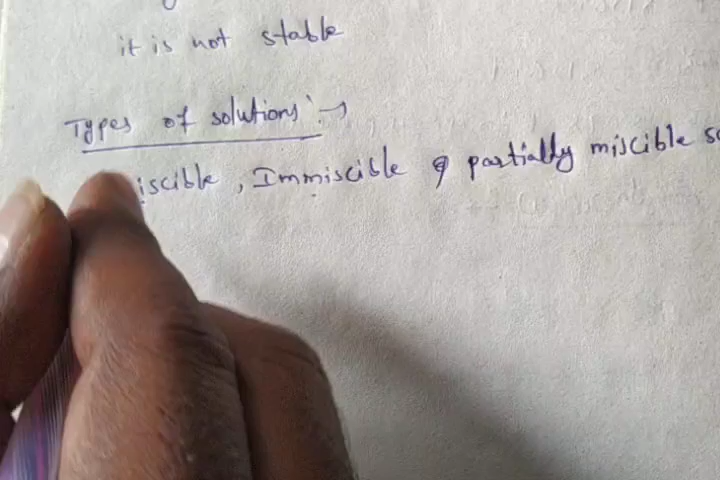 it is not stable
Types of solutions :→
iscible , Immiscible & partially miscible